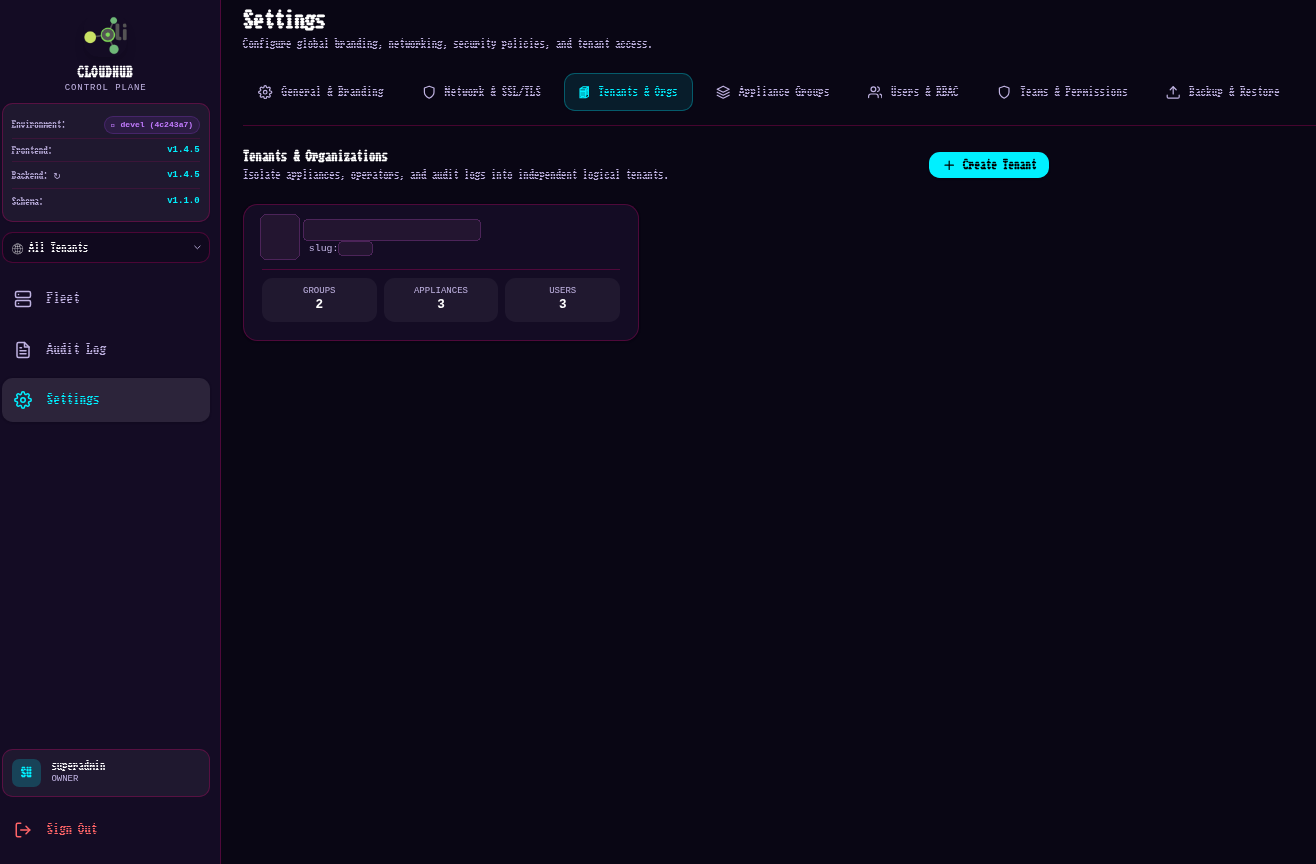 li
CLOUDHUB
CONTROL PLANE
Environment: devel (4c243a7)
Frontend: v1.4.5
Backend: ↻ v1.4.5
Schema: v1.1.0
All Tenants
Fleet
Audit Log
Settings
SU
superadmin
OWNER
Sign Out
Settings
Configure global branding, networking, security policies, and tenant access.
General & Branding
Network & SSL/TLS
Tenants & Orgs
Appliance Groups
Users & RBAC
Teams & Permissions
Backup & Restore
Tenants & Organizations
Isolate appliances, operators, and audit logs into independent logical tenants.
+ Create Tenant
slug:
GROUPS
2
APPLIANCES
3
USERS
3